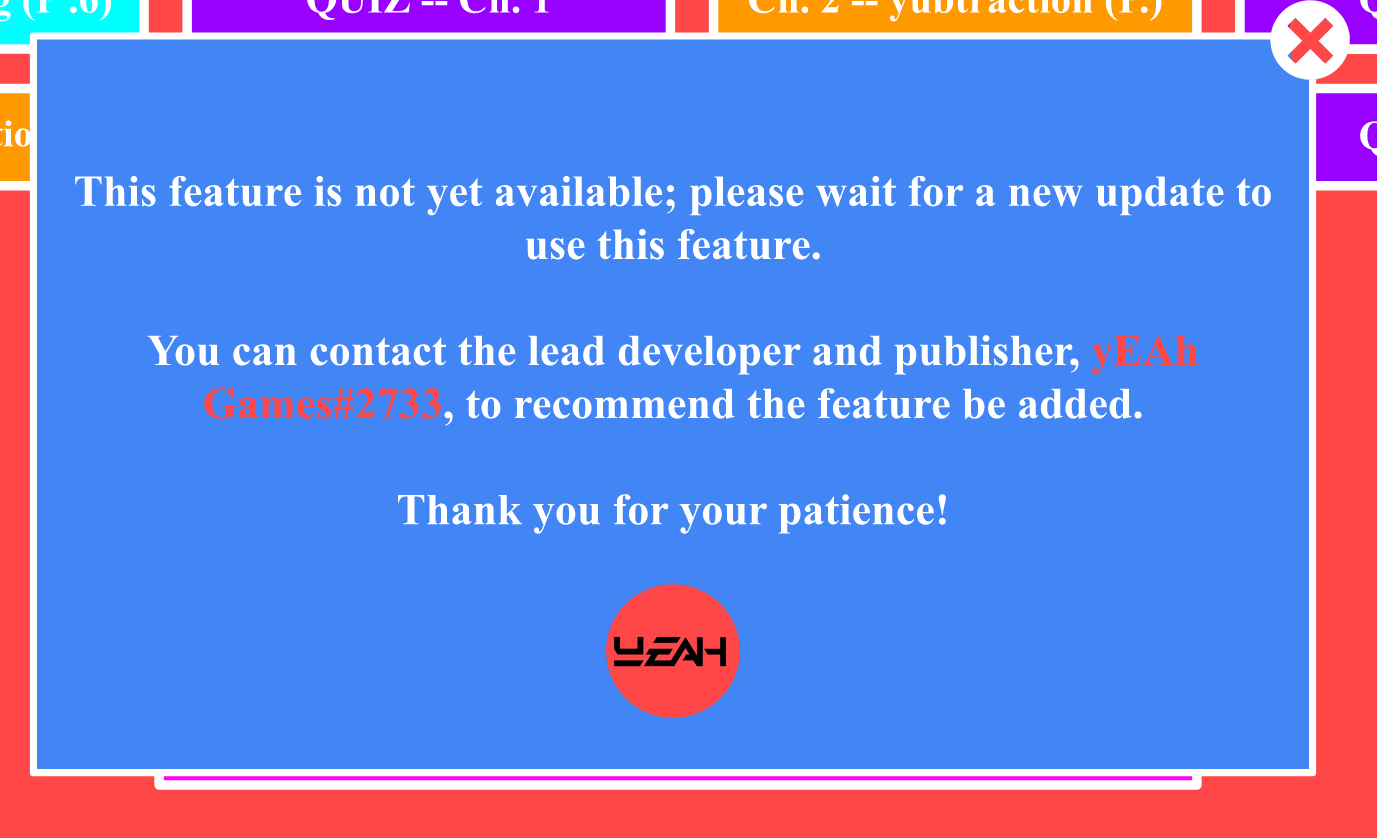 g (P .6)
QUIZ -- Ch. 1
Ch. 2 -- yubtraction (P.)
Q
tio
Q
This feature is not yet available; please wait for a new update to
use this feature.
You can contact the lead developer and publisher, yEAh
Games#2733, to recommend the feature be added.
Thank you for your patience!
YEAH